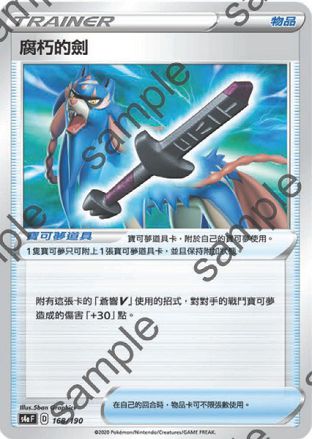 TRAINER
物品
腐朽的劍
寶可夢道具
寶可夢道具卡,附於自己的寶可夢使用。
1隻寶可夢只可附上1張寶可夢道具卡,並且保持附加狀態。
附有這張卡的「蒼響V」使用的招式,對對手的戰鬥寶可夢
造成的傷害「+30」點。
Illus. 5ban Graphics
s4a F D 168/190
在自己的回合時,物品卡可不限張數使用。
©2020 Pokémon/Nintendo/Creatures/GAME FREAK.
sample
sample
sample
sample
sample
sample